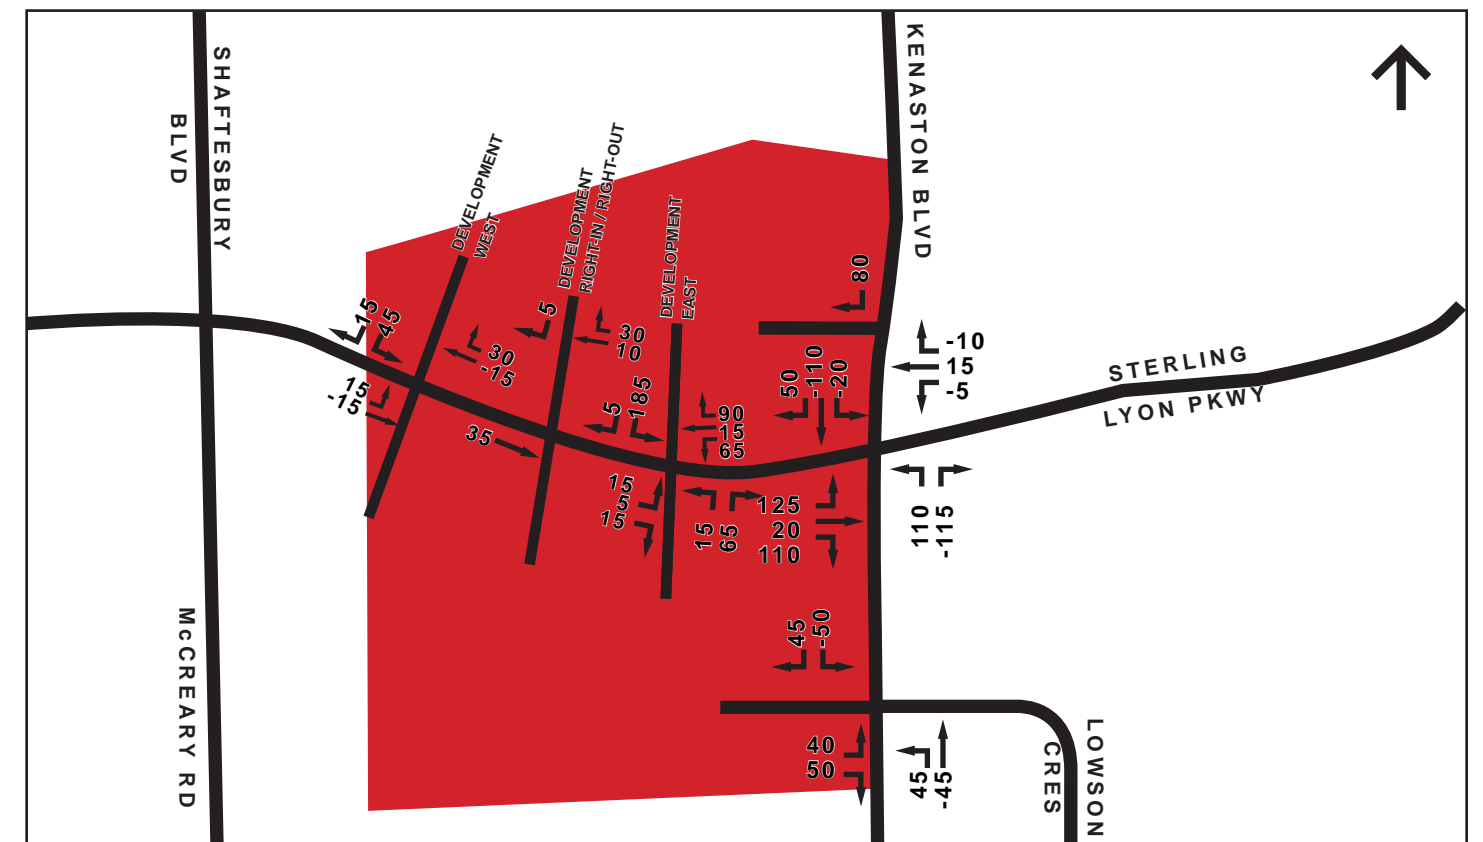 SHAFTESBURY
BLVD
McCREARY RD
KENASTON BLVD
STERLING
LYON PKWY
LOWSON
CRES
DEVELOPMENT
WEST
DEVELOPMENT
RIGHT-IN / RIGHT-OUT
DEVELOPMENT
EAST
15
45
30
-15
15
-15
5
30
10
35
5
185
90
15
65
15
5
15
15
65
80
50
-110
-20
-10
15
-5
125
20
110
110
-115
45
-50
40
50
45
-45